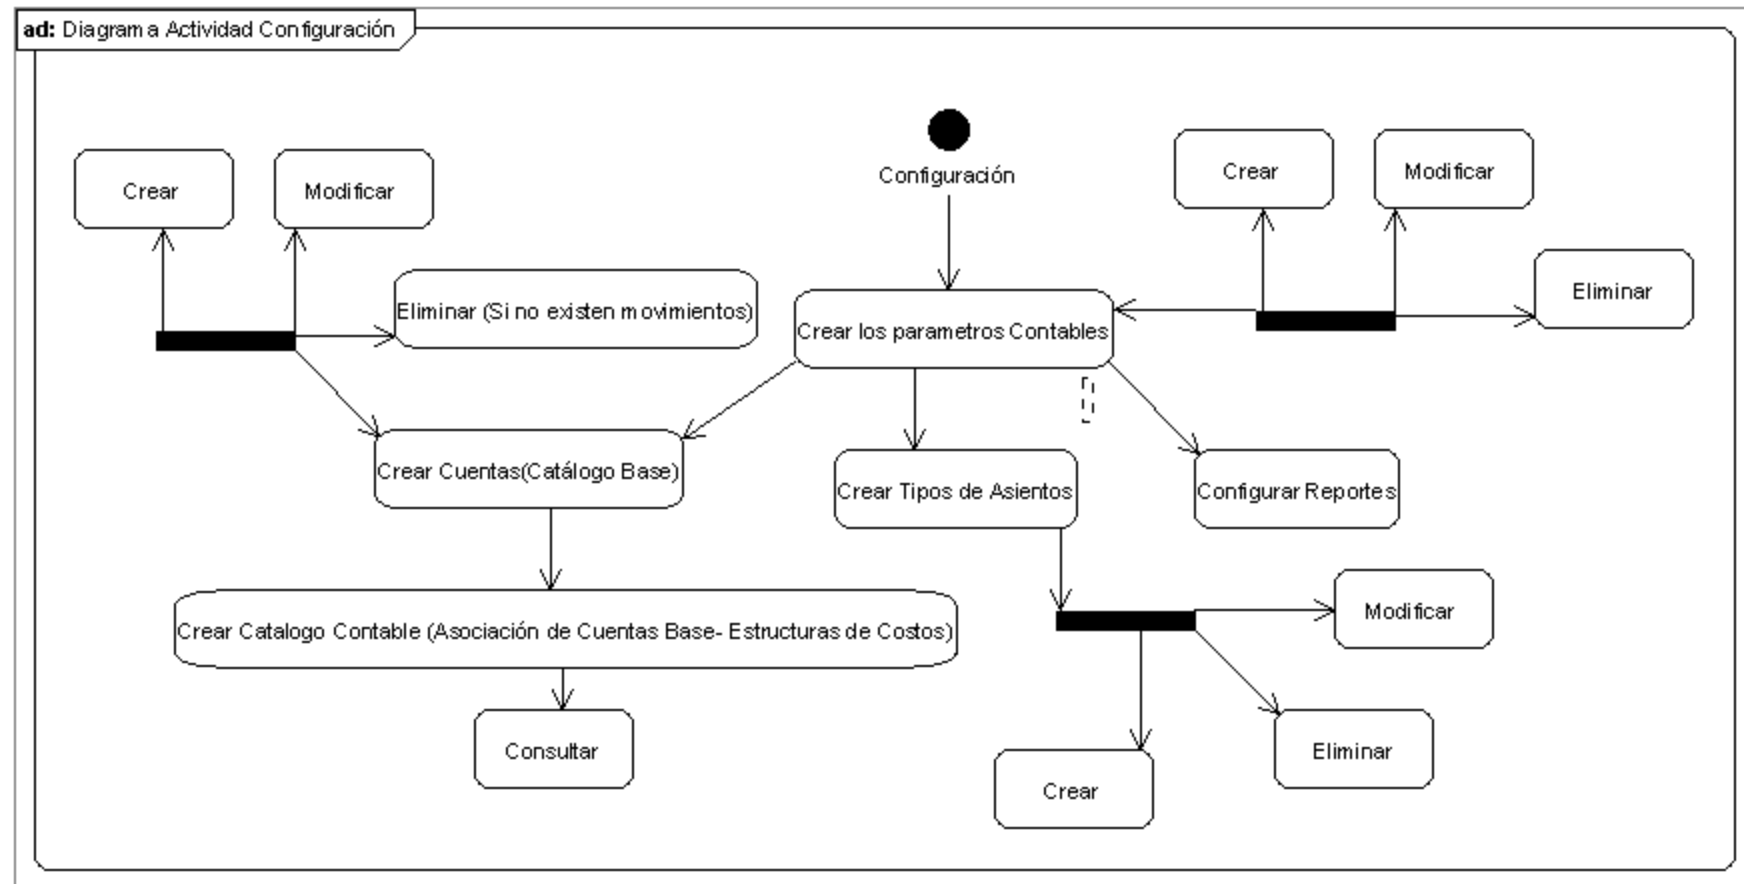 ad: Diagrama Actividad Configuración
Configuración
Crear
Modificar
Crear
Modificar
Eliminar (Si no existen movimientos)
Crear los parametros Contables
Eliminar
Crear Cuentas(Catálogo Base)
Crear Tipos de Asientos
Configurar Reportes
Crear Catalogo Contable (Asociación de Cuentas Base- Estructuras de Costos)
Modificar
Consultar
Eliminar
Crear